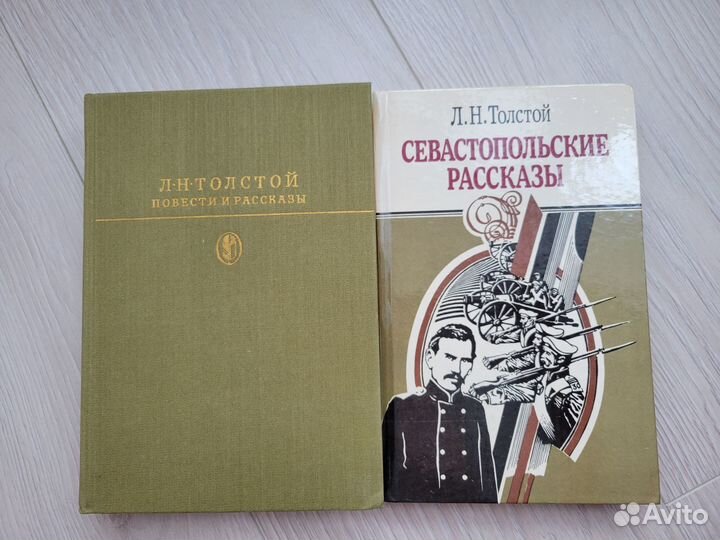 Л·Н·ТОЛСТОЙ
ПОВЕСТИ И РАССКАЗЫ
Л.Н.Толстой
СЕВАСТОПОЛЬСКИЕ
РАССКАЗЫ
Avito